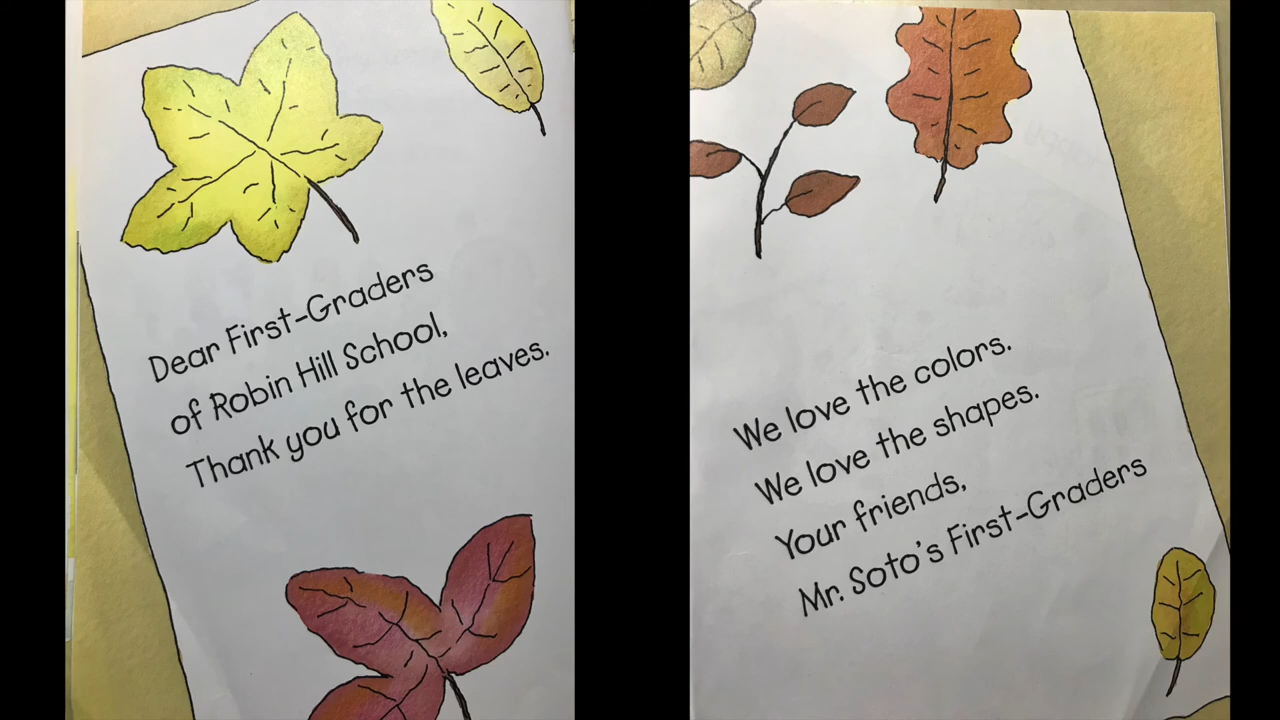 Dear First-Graders
of Robin Hill School,
Thank you for the leaves.
We love the colors.
We love the shapes.
Your friends,
Mr. Soto's First-Graders